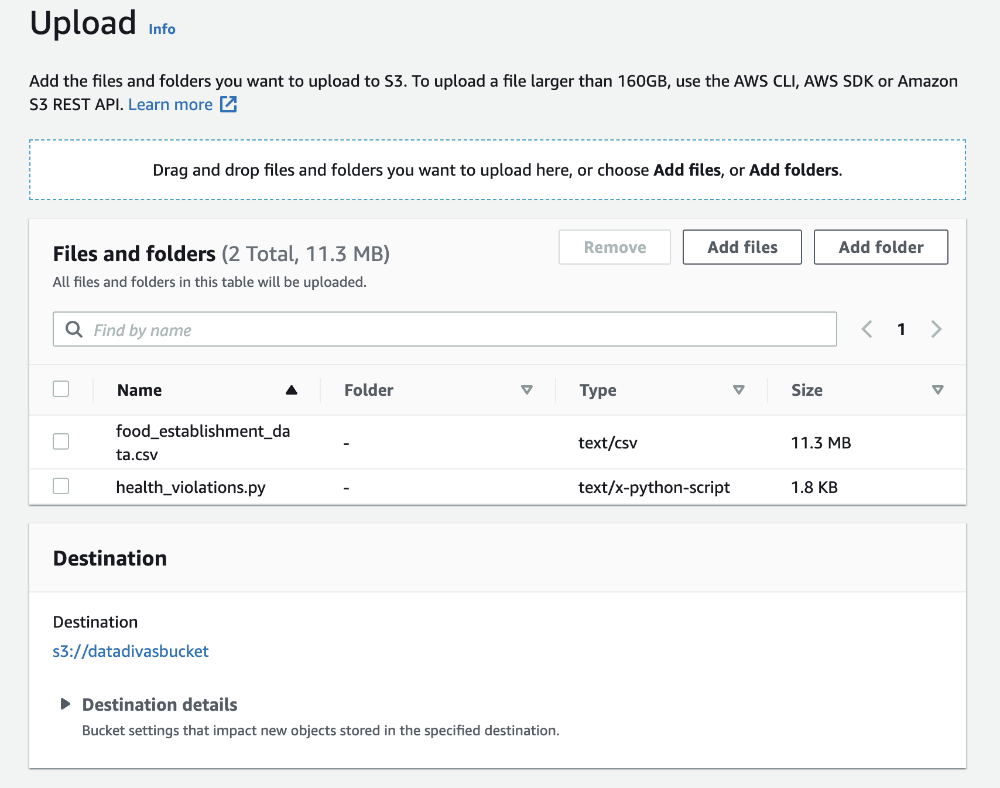 Upload Info
Add the files and folders you want to upload to S3. To upload a file larger than 160GB, use the AWS CLI, AWS SDK or Amazon
S3 REST API. Learn more
Drag and drop files and folders you want to upload here, or choose Add files, or Add folders.
Files and folders (2 Total, 11.3 MB)
Remove
Add files
Add folder
All files and folders in this table will be uploaded.
Find by name
1
Name Folder Type Size
food_establishment_da
ta.csv
- text/csv 11.3 MB
health_violations.py - text/x-python-script 1.8 KB
Destination
Destination
s3://datadivasbucket
Destination details
Bucket settings that impact new objects stored in the specified destination.